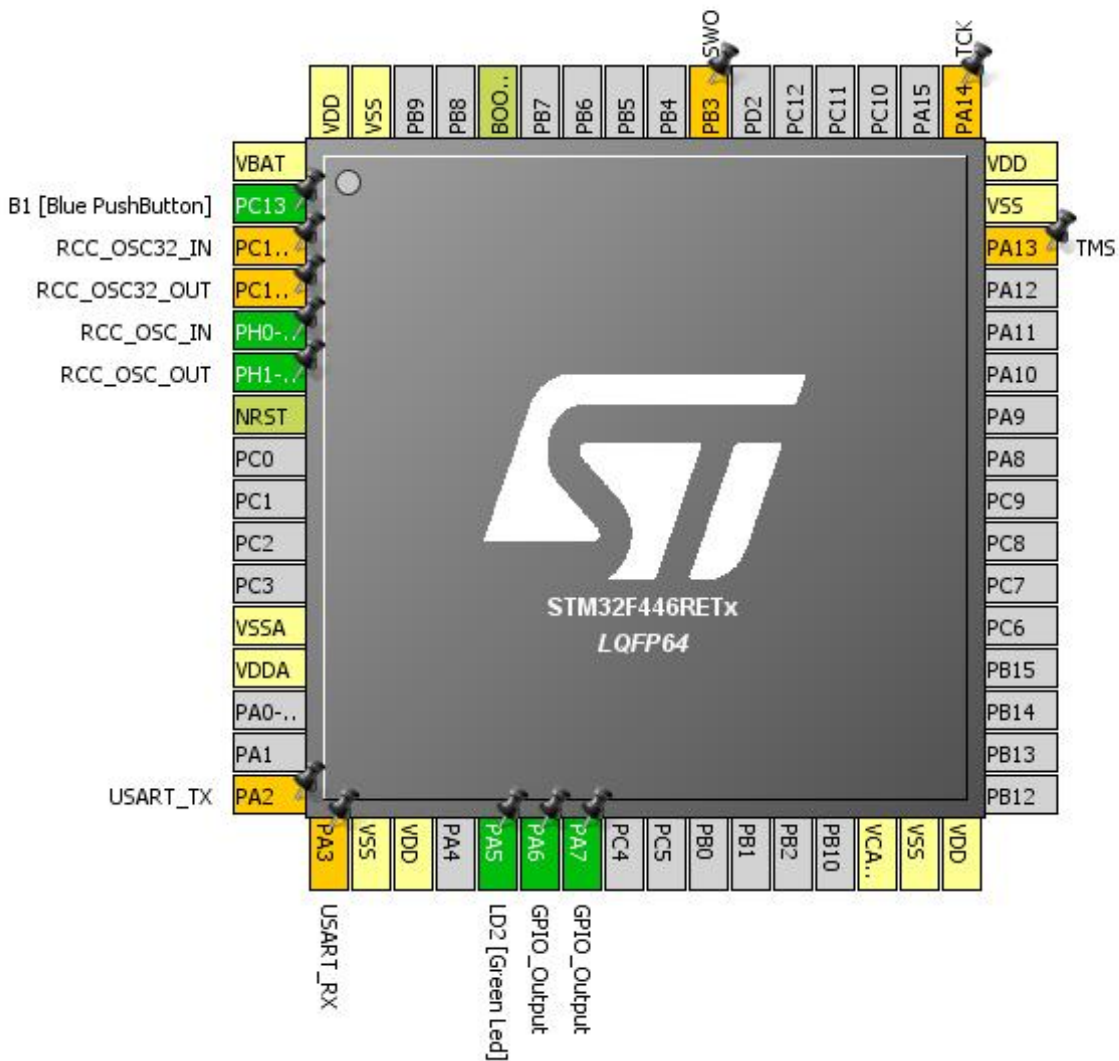 SWO
TCK
VDD
VSS
PB9
PB8
BOO..
PB7
PB6
PB5
PB4
PB3
PD2
PC12
PC11
PC10
PA15
PA14
VBAT
B1 [Blue PushButton] PC13
RCC_OSC32_IN PC1..
RCC_OSC32_OUT PC1..
RCC_OSC_IN PH0-..
RCC_OSC_OUT PH1-..
NRST
PC0
PC1
PC2
PC3
VSSA
VDDA
PA0-..
PA1
USART_TX PA2
VDD
VSS
PA13 TMS
PA12
PA11
PA10
PA9
PA8
PC9
PC8
PC7
PC6
PB15
PB14
PB13
PB12
STM32F446RETx
LQFP64
PA3
VSS
VDD
PA4
PA5
PA6
PA7
PC4
PC5
PB0
PB1
PB2
PB10
VCA..
VSS
VDD
USART_RX
LD2 [Green Led]
GPIO_Output
GPIO_Output